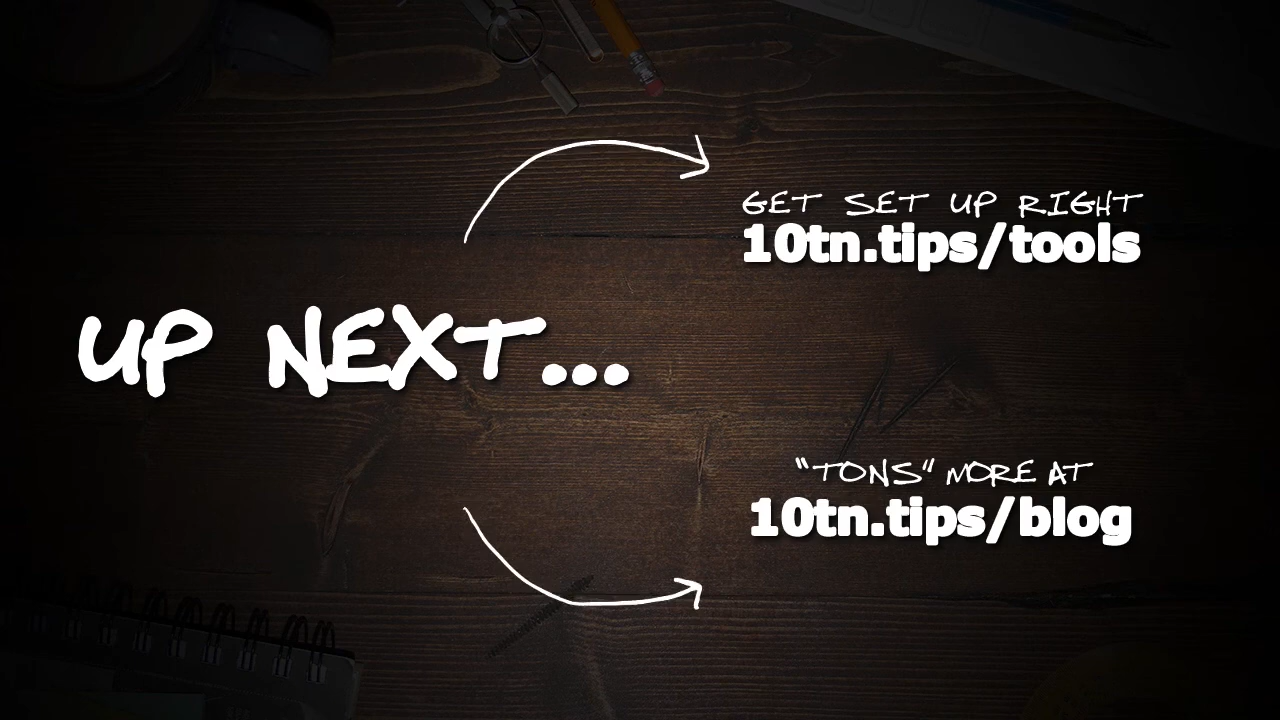 UP NEXT...
GET SET UP RIGHT
10tn.tips/tools
"TONS" MORE AT
10tn.tips/blog